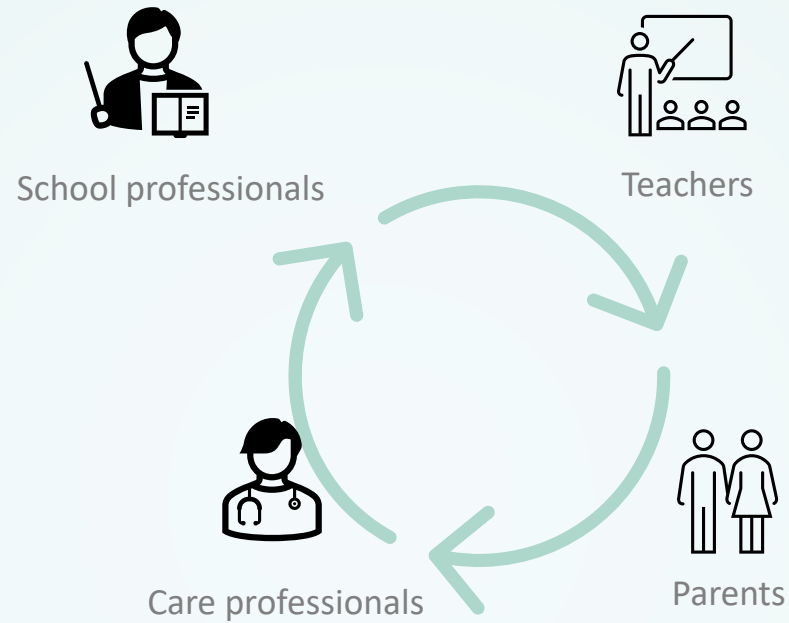 School professionals
Teachers
Care professionals
Parents